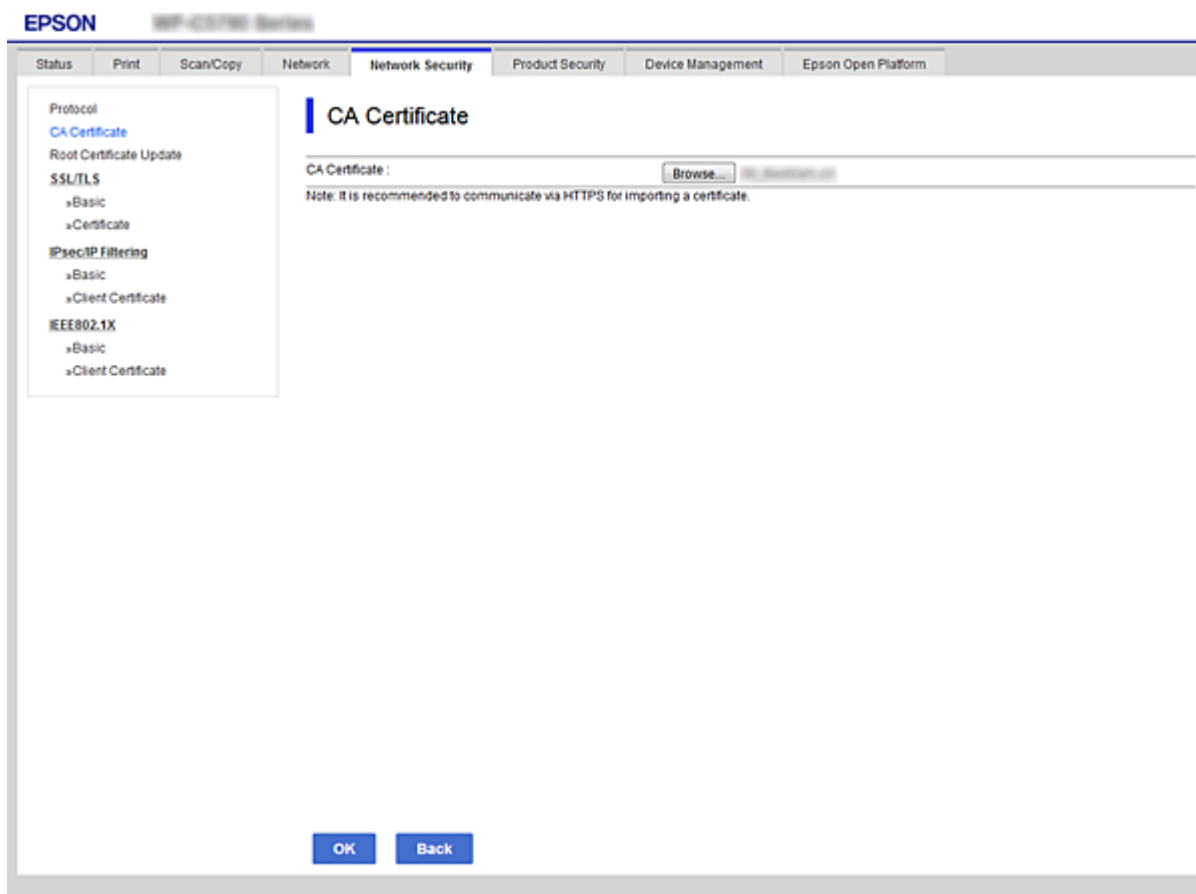 EPSON
Status Print Scan/Copy Network Network Security Product Security Device Management Epson Open Platform
Protocol
CA Certificate
Root Certificate Update
SSL/TLS
»Basic
»Certificate
IPsec/IP Filtering
»Basic
»Client Certificate
IEEE802.1X
»Basic
»Client Certificate
CA Certificate
CA Certificate : Browse...
Note: It is recommended to communicate via HTTPS for importing a certificate.
OK Back